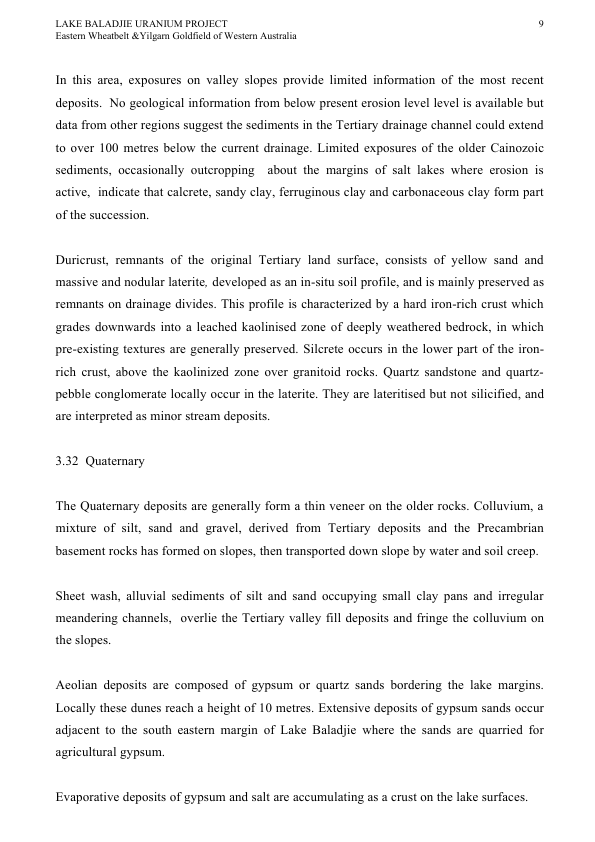 LAKE BALADJIE URANIUM PROJECT 9
Eastern Wheatbelt &Yilgarn Goldfield of Western Australia
In this area, exposures on valley slopes provide limited information of the most recent
deposits. No geological information from below present erosion level level is available but
data from other regions suggest the sediments in the Tertiary drainage channel could extend
to over 100 metres below the current drainage. Limited exposures of the older Cainozoic
sediments, occasionally outcropping about the margins of salt lakes where erosion is
active, indicate that calcrete, sandy clay, ferruginous clay and carbonaceous clay form part
of the succession.
Duricrust, remnants of the original Tertiary land surface, consists of yellow sand and
massive and nodular laterite, developed as an in-situ soil profile, and is mainly preserved as
remnants on drainage divides. This profile is characterized by a hard iron-rich crust which
grades downwards into a leached kaolinised zone of deeply weathered bedrock, in which
pre-existing textures are generally preserved. Silcrete occurs in the lower part of the iron-
rich crust, above the kaolinized zone over granitoid rocks. Quartz sandstone and quartz-
pebble conglomerate locally occur in the laterite. They are lateritised but not silicified, and
are interpreted as minor stream deposits.
3.32 Quaternary
The Quaternary deposits are generally form a thin veneer on the older rocks. Colluvium, a
mixture of silt, sand and gravel, derived from Tertiary deposits and the Precambrian
basement rocks has formed on slopes, then transported down slope by water and soil creep.
Sheet wash, alluvial sediments of silt and sand occupying small clay pans and irregular
meandering channels, overlie the Tertiary valley fill deposits and fringe the colluvium on
the slopes.
Aeolian deposits are composed of gypsum or quartz sands bordering the lake margins.
Locally these dunes reach a height of 10 metres. Extensive deposits of gypsum sands occur
adjacent to the south eastern margin of Lake Baladjie where the sands are quarried for
agricultural gypsum.
Evaporative deposits of gypsum and salt are accumulating as a crust on the lake surfaces.